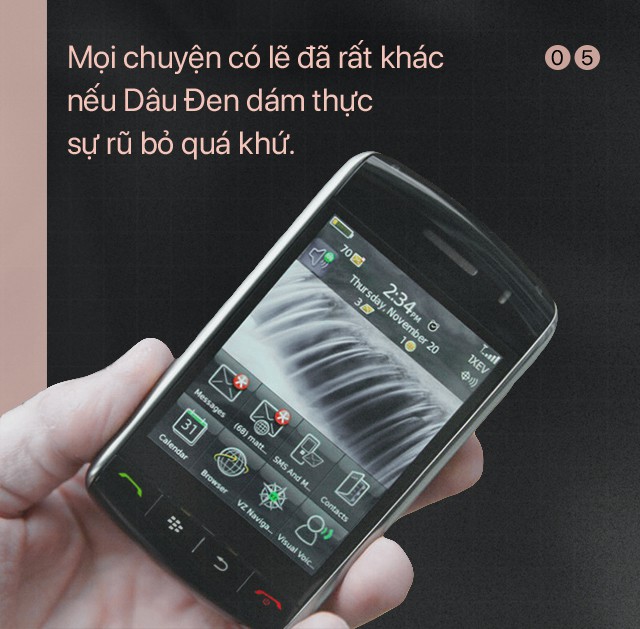 Mọi chuyện có lẽ đã rất khác
nếu Dâu Đen dám thực
sự rũ bỏ quá khứ.
0 5
70
2:34PM
Thursday, November 20
3
1
1XEV
Messages
(68) matt...
SMS And M...
Contacts
31
Calendar
Browser
VZ Naviga...
Visual Voic...